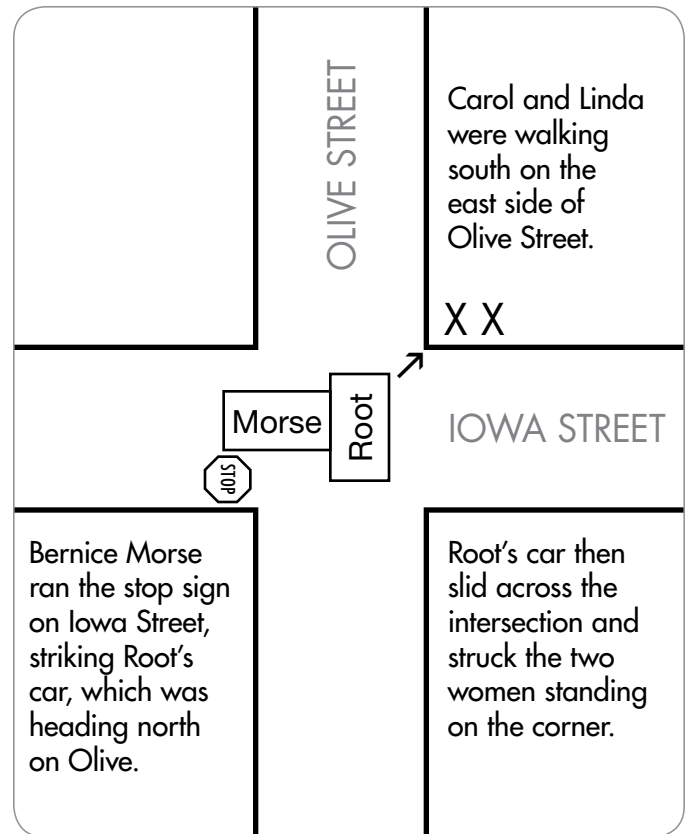 OLIVE STREET
Carol and Linda
were walking
south on the
east side of
Olive Street.
X X
Morse
Root
IOWA STREET
STOP
Bernice Morse
ran the stop sign
on Iowa Street,
striking Root's
car, which was
heading north
on Olive.
Root's car then
slid across the
intersection and
struck the two
women standing
on the corner.